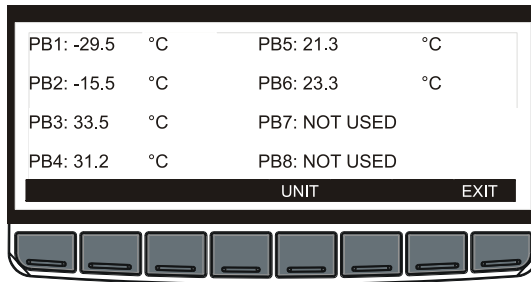 PB1: -29.5 °C PB5: 21.3 °C
PB2: -15.5 °C PB6: 23.3 °C
PB3: 33.5 °C PB7: NOT USED
PB4: 31.2 °C PB8: NOT USED
UNIT EXIT